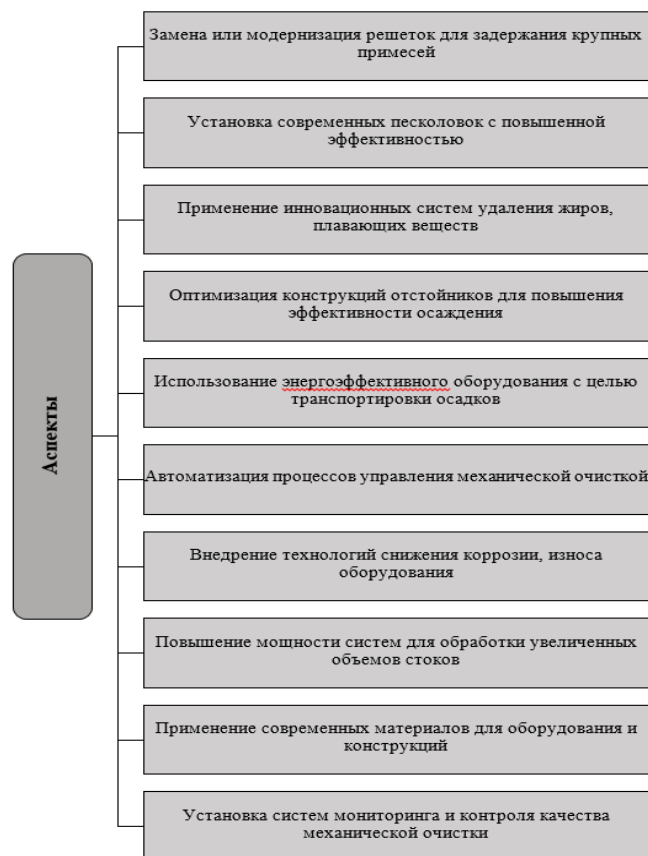 Аспекты
Замена или модернизация решеток для задержания крупных
примесей
Установка современных песколовок с повышенной
эффективностью
Применение инновационных систем удаления жиров,
плавающих веществ
Оптимизация конструкций отстойников для повышения
эффективности осаждения
Использование энергоэффективного оборудования с целью
транспортировки осадков
Автоматизация процессов управления механической очисткой
Внедрение технологий снижения коррозии, износа
оборудования
Повышение мощности систем для обработки увеличенных
объемов стоков
Применение современных материалов для оборудования и
конструкций
Установка систем мониторинга и контроля качества
механической очистки